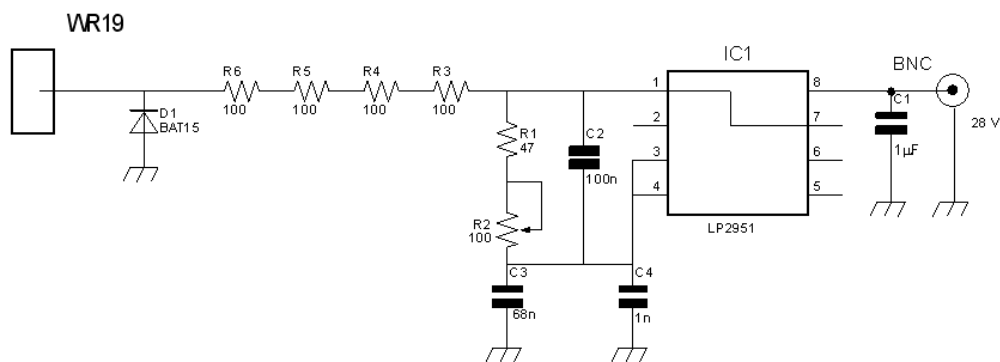 WR19
IC1
BNC
R6
R5
R4
R3
100
100
100
100
D1
BAT15
R1
47
C2
100n
R2
100
C3
68n
C4
1n
1
2
3
4
8
7
6
5
LP2951
C1
1µF
28 V